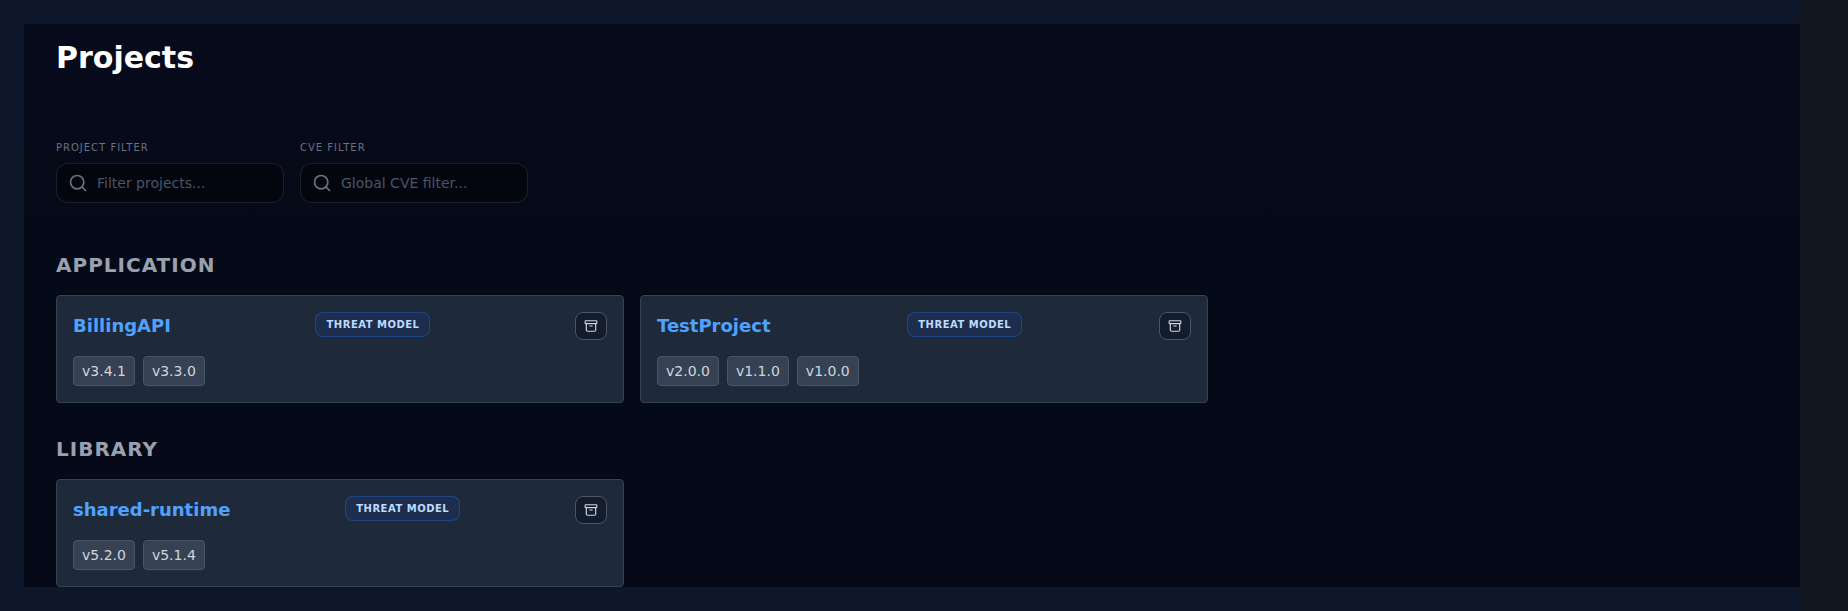 Projects
PROJECT FILTER CVE FILTER
Filter projects... Global CVE filter...
APPLICATION
BillingAPI THREAT MODEL TestProject THREAT MODEL
v3.4.1 v3.3.0 v2.0.0 v1.1.0 v1.0.0
LIBRARY
shared-runtime THREAT MODEL
v5.2.0 v5.1.4